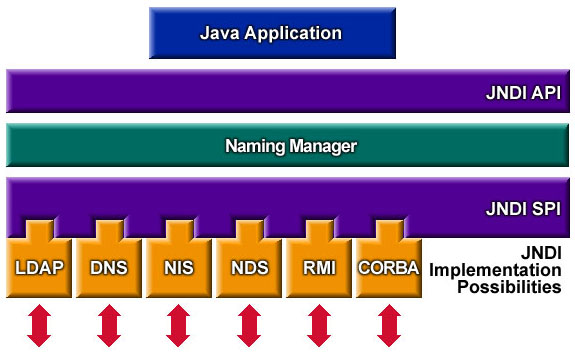 Java Application
JNDI API
Naming Manager
JNDI SPI
LDAP DNS NIS NDS RMI CORBA
JNDI
Implementation
Possibilities